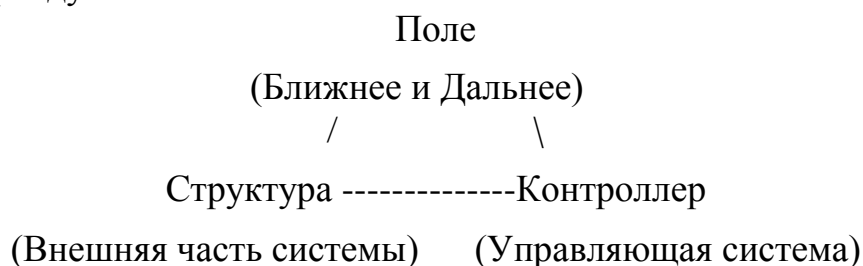 Поле
(Ближнее и Дальнее)
/ \
Структура --------------Контроллер
(Внешняя часть системы) (Управляющая система)